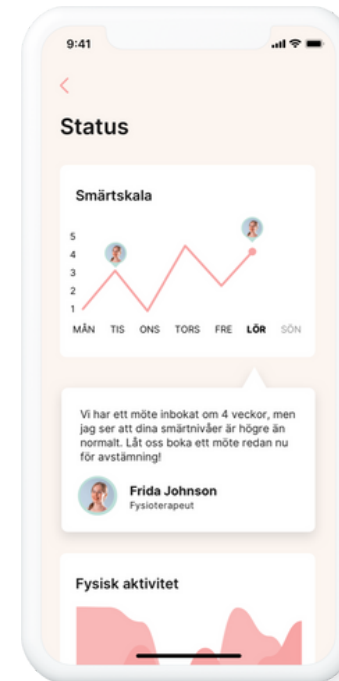 9:41
Status
Smärtskala
5
4
3
2
1
MÅN TIS ONS TORS FRE LÖR SÖN
Vi har ett möte inbokat om 4 veckor, men
jag ser att dina smärtnivåer är högre än
normalt. Låt oss boka ett möte redan nu
för avstämning!
Frida Johnson
Fysioterapeut
Fysisk aktivitet